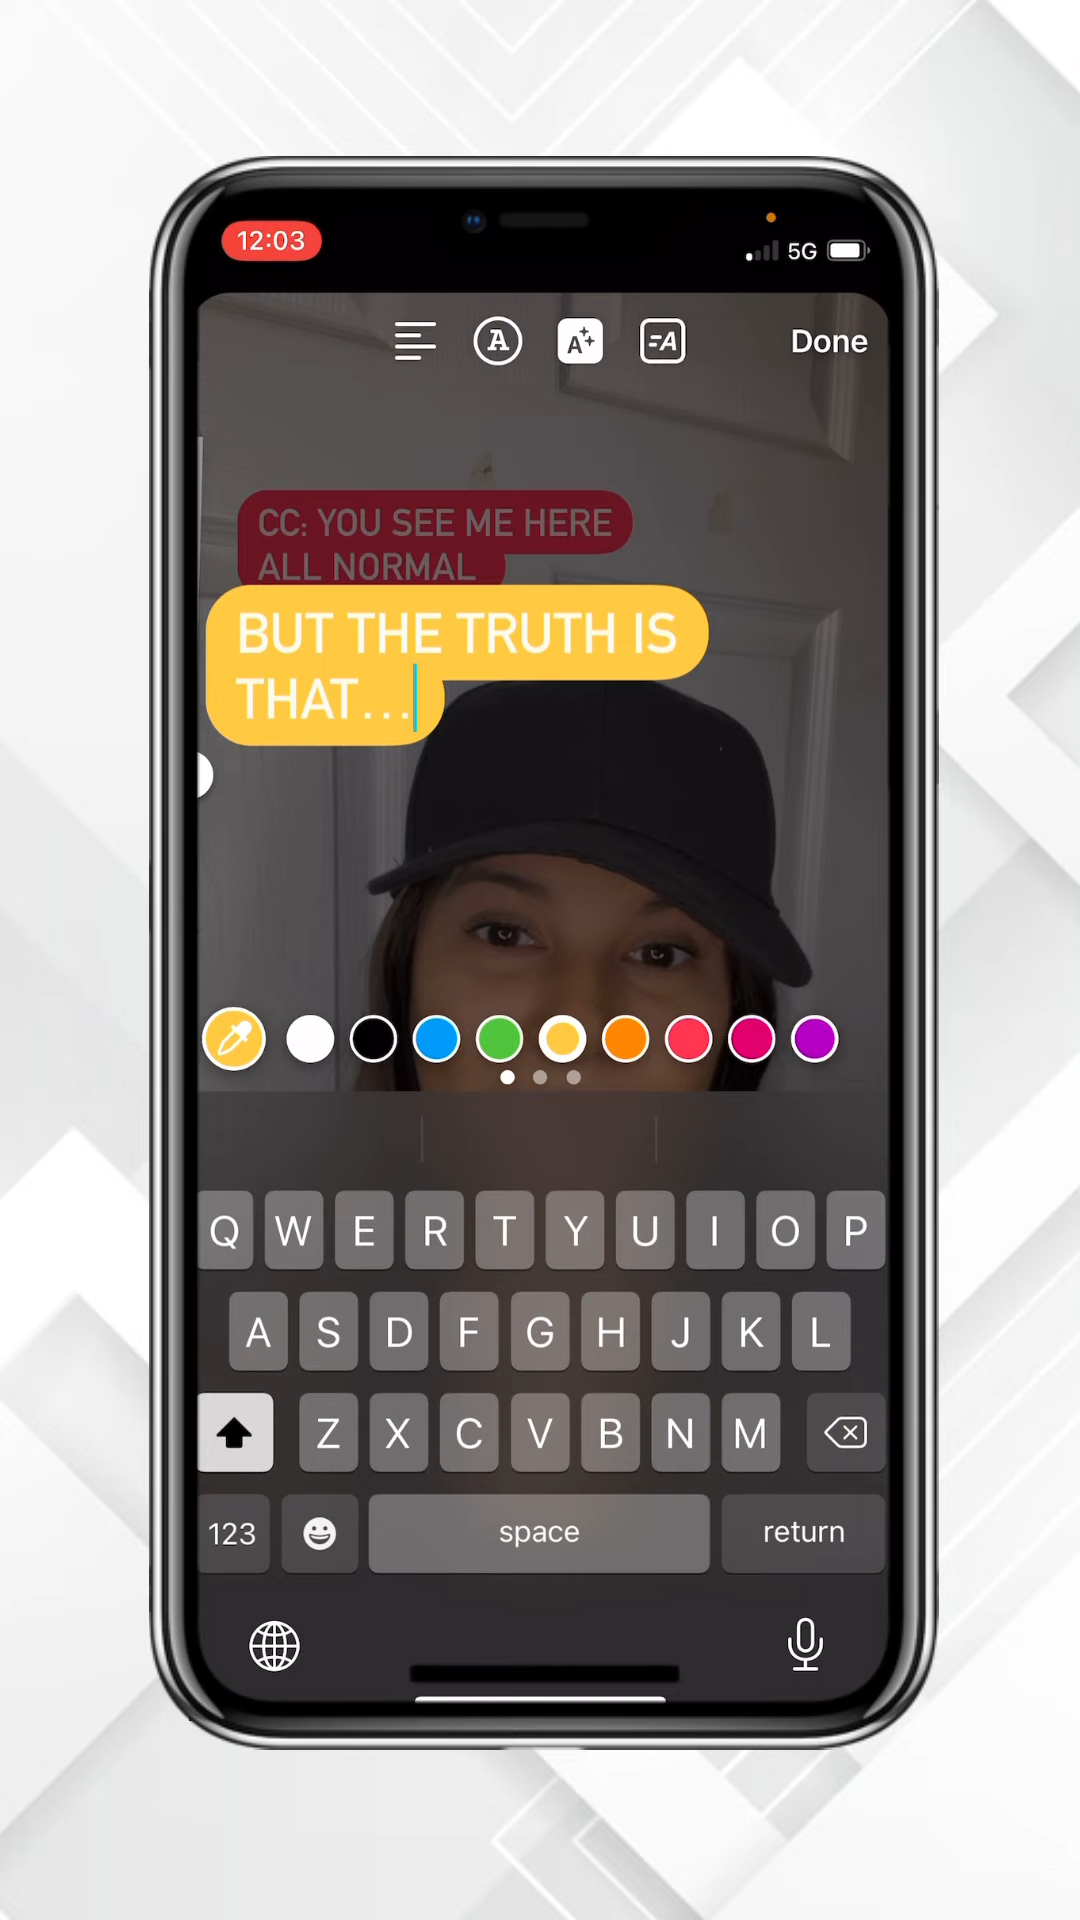 12:03
5G
A
A
=A
Done
CC: YOU SEE ME HERE
ALL NORMAL
BUT THE TRUTH IS
THAT...
Q W E R T Y U I O P
A S D F G H J K L
Z X C V B N M
123
space
return